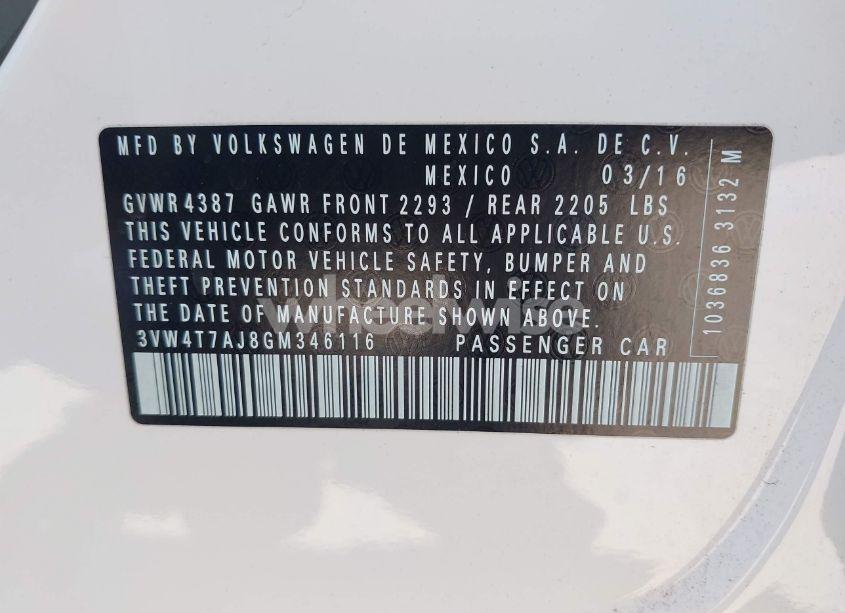 MFD BY VOLKSWAGEN DE MEXICO S.A. DE C.V.
MEXICO 03/16
GVWR 4387 GAWR FRONT 2293 / REAR 2205 LBS
THIS VEHICLE CONFORMS TO ALL APPLICABLE U.S.
FEDERAL MOTOR VEHICLE SAFETY, BUMPER AND
THEFT PREVENTION STANDARDS IN EFFECT ON
THE DATE OF MANUFACTURE SHOWN ABOVE.
3VW4T7AJ8GM346116 PASSENGER CAR
1036836 3132 M
wheelwise